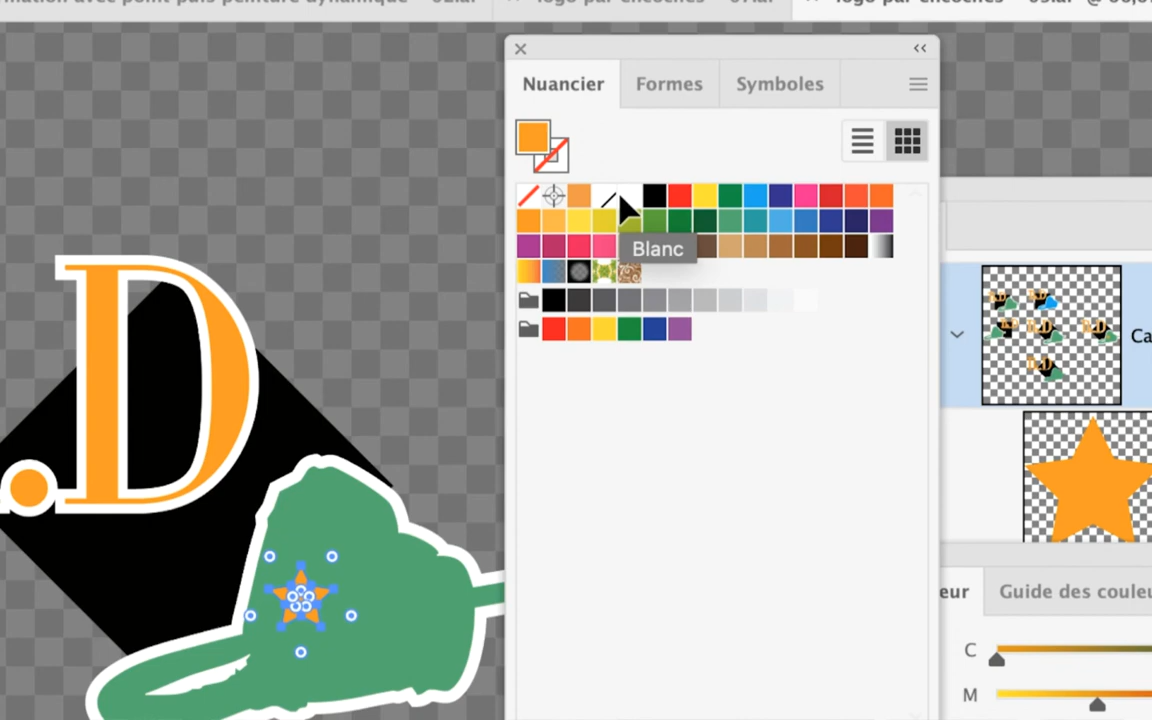 Nuancier
Formes
Symboles
Blanc
.D
Ca
eur
Guide des couleu
C
M